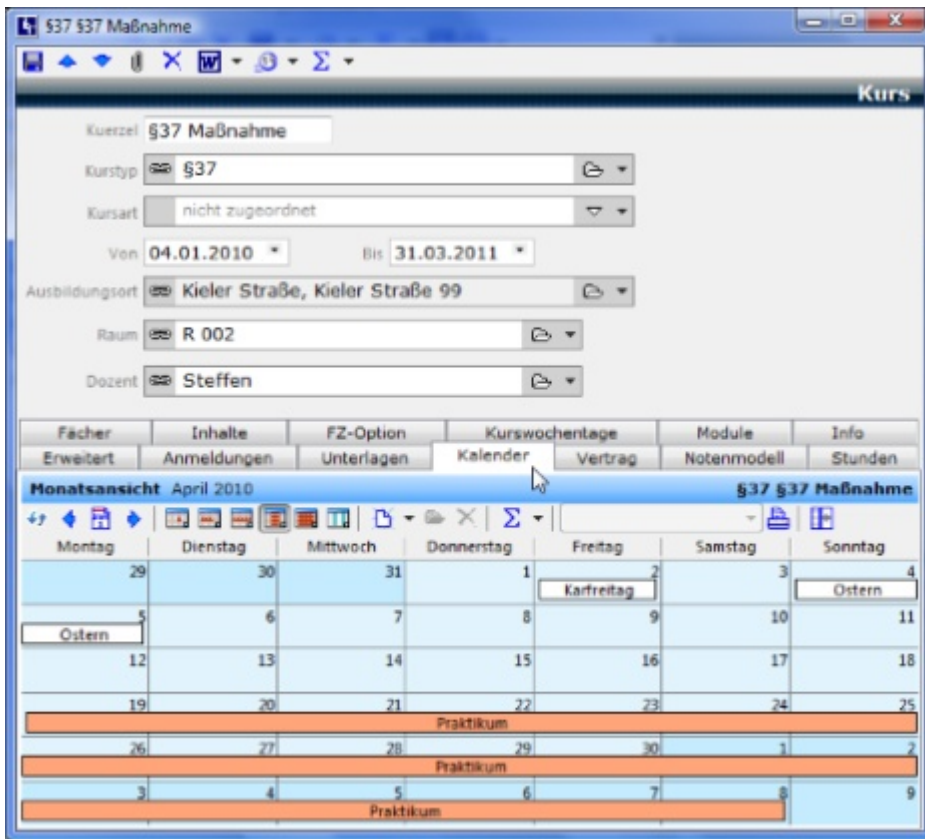 §37 §37 Maßnahme
Kurs
Kuerzel §37 Maßnahme
Kurstyp §37
Kursart nicht zugeordnet
Von 04.01.2010 Bis 31.03.2011
Ausbildungsort Kieler Straße, Kieler Straße 99
Raum R 002
Dozent Steffen
Fächer Inhalte FZ-Option Kurswochentage Module Info
Erweitert Anmeldungen Unterlagen Kalender Vertrag Notenmodell Stunden
Monatsansicht April 2010 §37 §37 Maßnahme
Montag Dienstag Mittwoch Donnerstag Freitag Samstag Sonntag
29 30 31 1 2 3 4
Karfreitag Ostern
5 6 7 8 9 10 11
Ostern
12 13 14 15 16 17 18
19 20 21 22 23 24 25
Praktikum
26 27 28 29 30 1 2
Praktikum
3 4 5 6 7 8 9
Praktikum